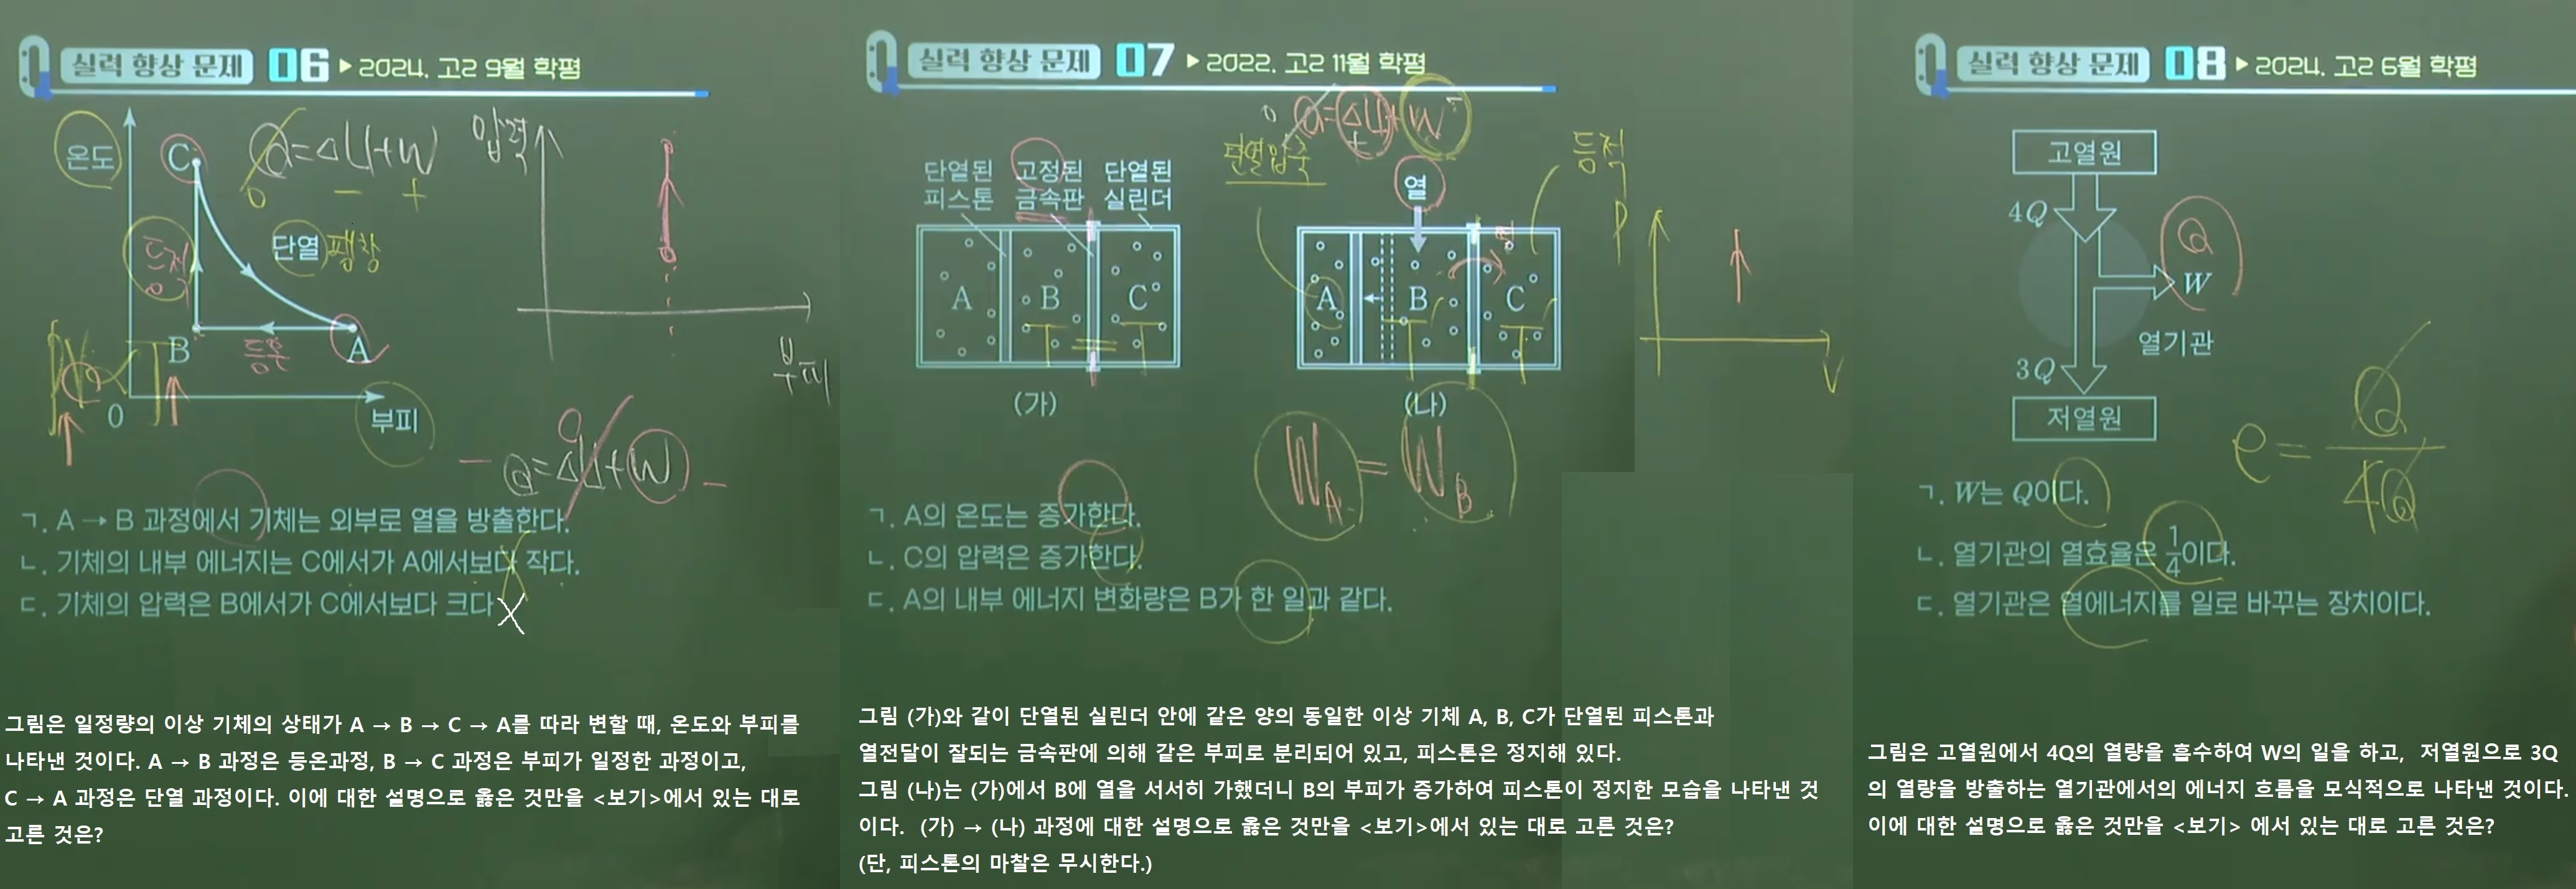 실력 향상 문제 06 ▶ 2024. 고2 9월 학평
온도
C
Q=ΔU+W
0 - +
압력
단열 팽창
등적
B
등온
A
PV∝T
0
부피
부피
- Q=ΔU+W -
0
ㄱ. A → B 과정에서 기체는 외부로 열을 방출한다.
ㄴ. 기체의 내부 에너지는 C에서가 A에서보다 작다.
ㄷ. 기체의 압력은 B에서가 C에서보다 크다 X
그림은 일정량의 이상 기체의 상태가 A → B → C → A를 따라 변할 때, 온도와 부피를
나타낸 것이다. A → B 과정은 등온과정, B → C 과정은 부피가 일정한 과정이고,
C → A 과정은 단열 과정이다. 이에 대한 설명으로 옳은 것만을 <보기>에서 있는 대로
고른 것은?
실력 향상 문제 07 ▶ 2022. 고2 11월 학평
0 Q=ΔU+W -
+
단열압축
등적
단열된 고정된 단열된
피스톤 금속판 실린더
열
A B C
T = T
(가)
A B C
T T
(나)
P
V
W_A = W_B
ㄱ. A의 온도는 증가한다.
ㄴ. C의 압력은 증가한다.
ㄷ. A의 내부 에너지 변화량은 B가 한 일과 같다.
그림 (가)와 같이 단열된 실린더 안에 같은 양의 동일한 이상 기체 A, B, C가 단열된 피스톤과
열전달이 잘되는 금속판에 의해 같은 부피로 분리되어 있고, 피스톤은 정지해 있다.
그림 (나)는 (가)에서 B에 열을 서서히 가했더니 B의 부피가 증가하여 피스톤이 정지한 모습을 나타낸 것
이다. (가) → (나) 과정에 대한 설명으로 옳은 것만을 <보기>에서 있는 대로 고른 것은?
(단, 피스톤의 마찰은 무시한다.)
실력 향상 문제 08 ▶ 2024. 고2 6월 학평
고열원
4Q
Q
W
열기관
3Q
저열원
e = Q/4Q
ㄱ. W는 Q이다.
ㄴ. 열기관의 열효율은 1/4이다.
ㄷ. 열기관은 열에너지를 일로 바꾸는 장치이다.
그림은 고열원에서 4Q의 열량을 흡수하여 W의 일을 하고, 저열원으로 3Q
의 열량을 방출하는 열기관에서의 에너지 흐름을 모식적으로 나타낸 것이다.
이에 대한 설명으로 옳은 것만을 <보기> 에서 있는 대로 고른 것은?